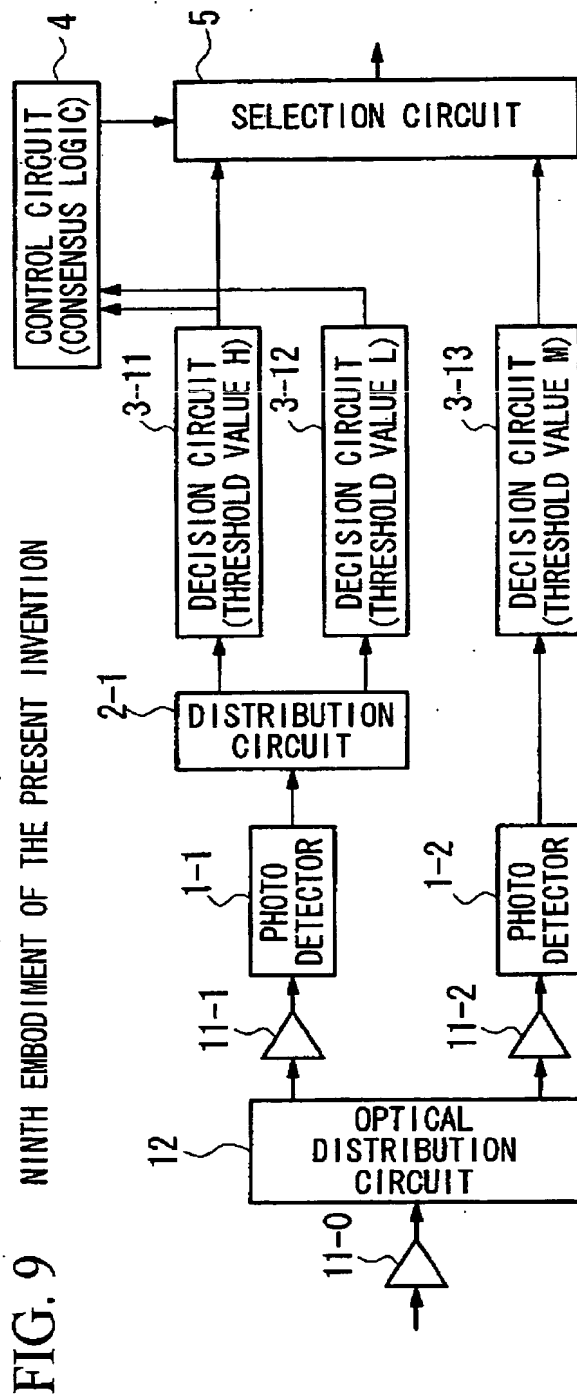 FIG. 9
NINTH EMBODIMENT OF THE PRESENT INVENTION
11-0
12
OPTICAL
DISTRIBUTION
CIRCUIT
11-1
1-1
PHOTO
DETECTOR
2-1
DISTRIBUTION
CIRCUIT
3-11
DECISION CIRCUIT
(THRESHOLD VALUE H)
3-12
DECISION CIRCUIT
(THRESHOLD VALUE L)
11-2
1-2
PHOTO
DETECTOR
3-13
DECISION CIRCUIT
(THRESHOLD VALUE M)
4
CONTROL CIRCUIT
(CONSENSUS LOGIC)
5
SELECTION CIRCUIT